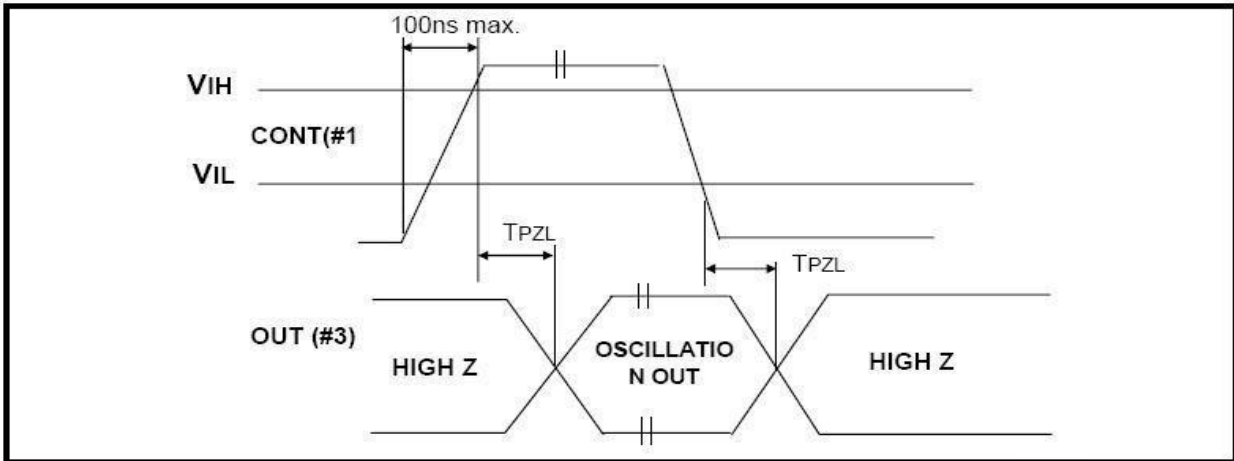 100ns max.
VIH
CONT(#1
VIL
TPZL
TPZL
OUT (#3)
HIGH Z
OSCILLATIO
N OUT
HIGH Z